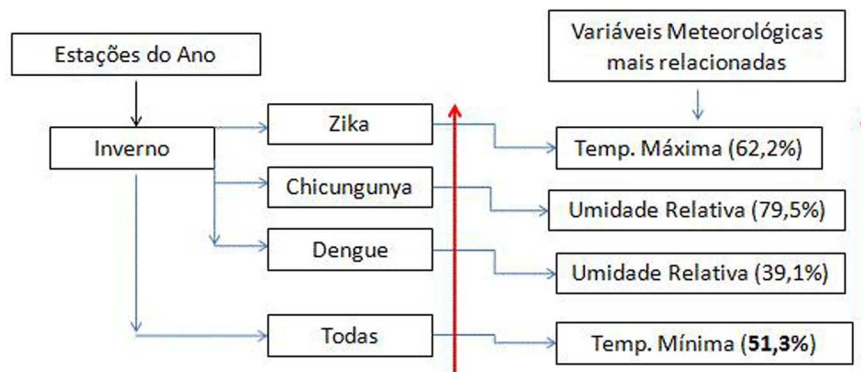 Estações do Ano
Variáveis Meteorológicas
mais relacionadas
Inverno
Zika
Temp. Máxima (62,2%)
Chicungunya
Umidade Relativa (79,5%)
Dengue
Umidade Relativa (39,1%)
Todas
Temp. Mínima (51,3%)